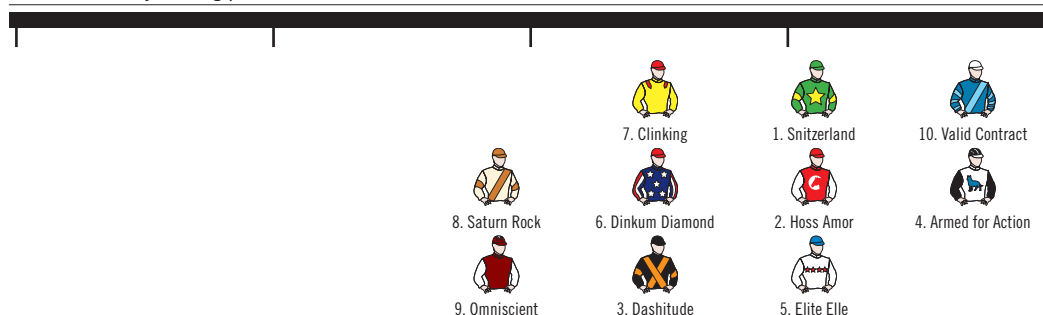 7. Clinking
1. Snitzerland
10. Valid Contract
8. Saturn Rock
6. Dinkum Diamond
2. Hoss Amor
4. Armed for Action
9. Omniscient
3. Dashitude
5. Elite Elle